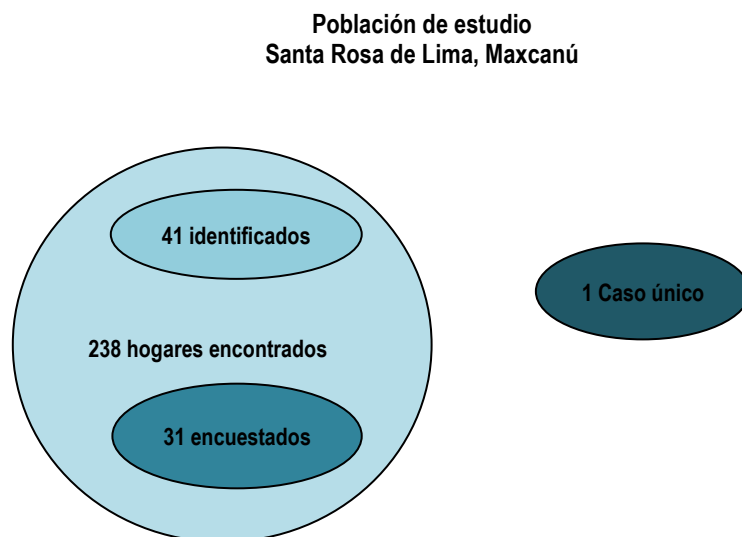 Población de estudio
Santa Rosa de Lima, Maxcanú
41 identificados
1 Caso único
238 hogares encontrados
31 encuestados